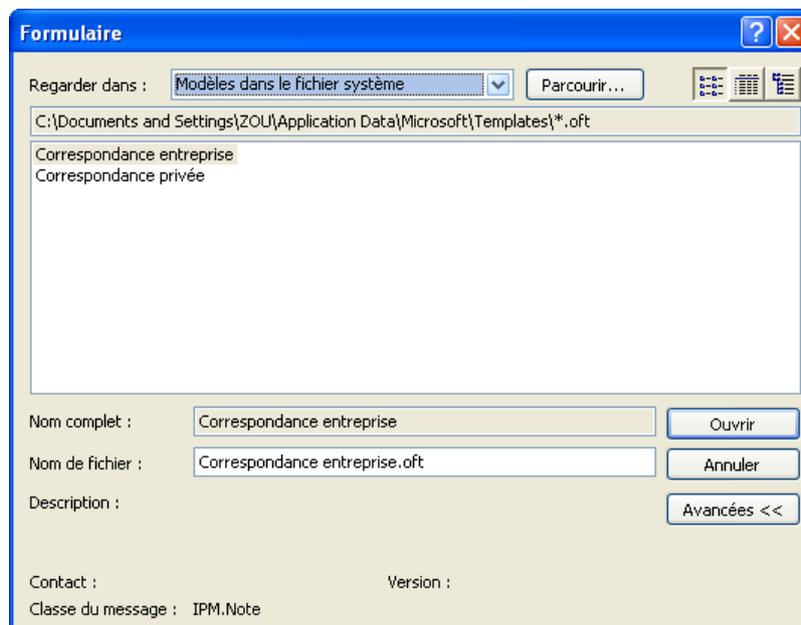 Formulaire
Regarder dans : Modèles dans le fichier système Parcourir...
C:\Documents and Settings\ZOU\Application Data\Microsoft\Templates\*.oft
Correspondance entreprise
Correspondance privée
Nom complet : Correspondance entreprise Ouvrir
Nom de fichier : Correspondance entreprise.oft Annuler
Description : Avancées <<
Contact : Version :
Classe du message : IPM.Note